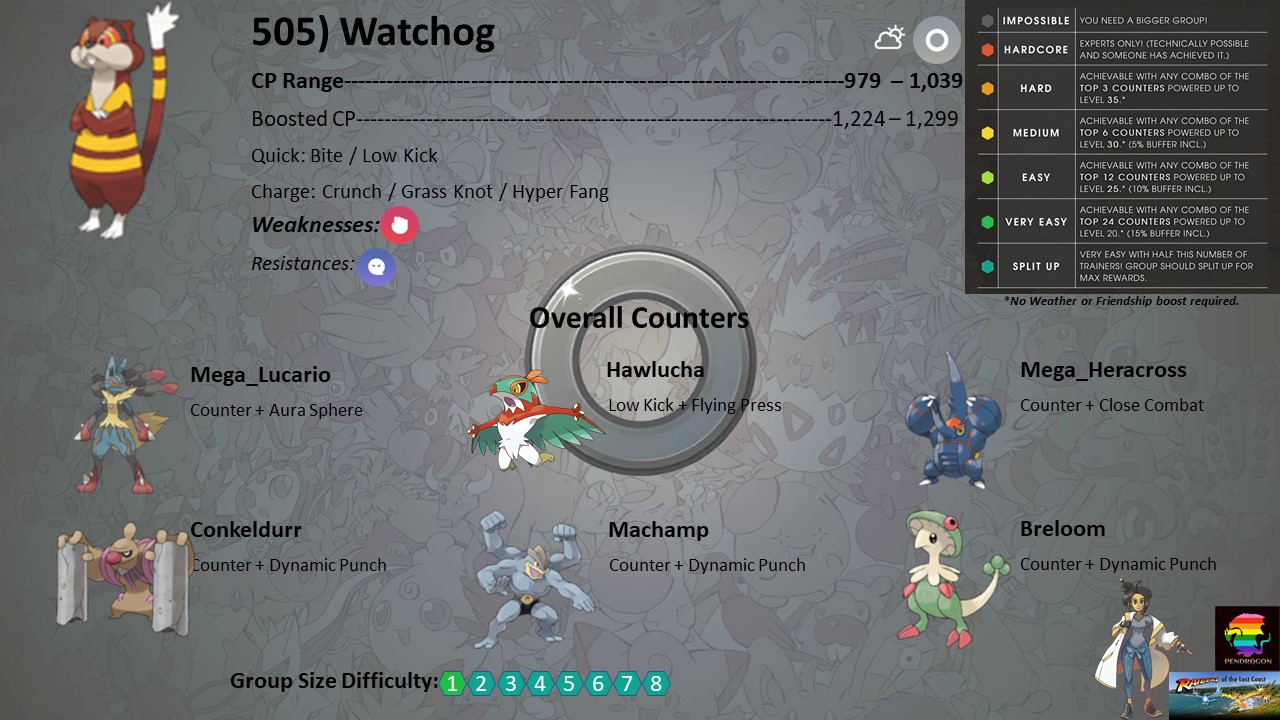 505) Watchog
CP Range------------------------------------------------------------------------979 – 1,039
Boosted CP--------------------------------------------------------------------1,224 – 1,299
Quick: Bite / Low Kick
Charge: Crunch / Grass Knot / Hyper Fang
Weaknesses:
Resistances:
IMPOSSIBLE YOU NEED A BIGGER GROUP!
HARDCORE EXPERTS ONLY! (TECHNICALLY POSSIBLE
AND SOMEONE HAS ACHIEVED IT.)
HARD ACHIEVABLE WITH ANY COMBO OF THE
TOP 3 COUNTERS POWERED UP TO
LEVEL 35.*
MEDIUM ACHIEVABLE WITH ANY COMBO OF THE
TOP 6 COUNTERS POWERED UP TO
LEVEL 30.* (5% BUFFER INCL.)
EASY ACHIEVABLE WITH ANY COMBO OF THE
TOP 12 COUNTERS POWERED UP TO
LEVEL 25.* (10% BUFFER INCL.)
VERY EASY ACHIEVABLE WITH ANY COMBO OF THE
TOP 24 COUNTERS POWERED UP TO
LEVEL 20.* (15% BUFFER INCL.)
SPLIT UP VERY EASY WITH HALF THIS NUMBER OF
TRAINERS! GROUP SHOULD SPLIT UP FOR
MAX REWARDS.
*No Weather or Friendship boost required.
Overall Counters
Mega_Lucario
Counter + Aura Sphere
Hawlucha
Low Kick + Flying Press
Mega_Heracross
Counter + Close Combat
Conkeldurr
Counter + Dynamic Punch
Machamp
Counter + Dynamic Punch
Breloom
Counter + Dynamic Punch
Group Size Difficulty: 1 2 3 4 5 6 7 8
PENDROGON
RAIDERS of the Lost Coast